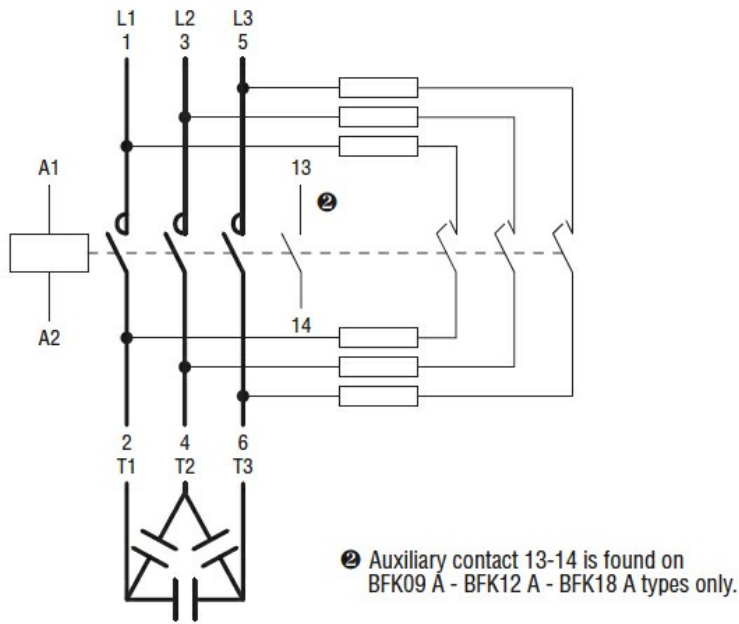 L1 L2 L3
1 3 5
A1
13
❷
14
A2
2 4 6
T1 T2 T3
❷ Auxiliary contact 13-14 is found on
BFK09 A - BFK12 A - BFK18 A types only.